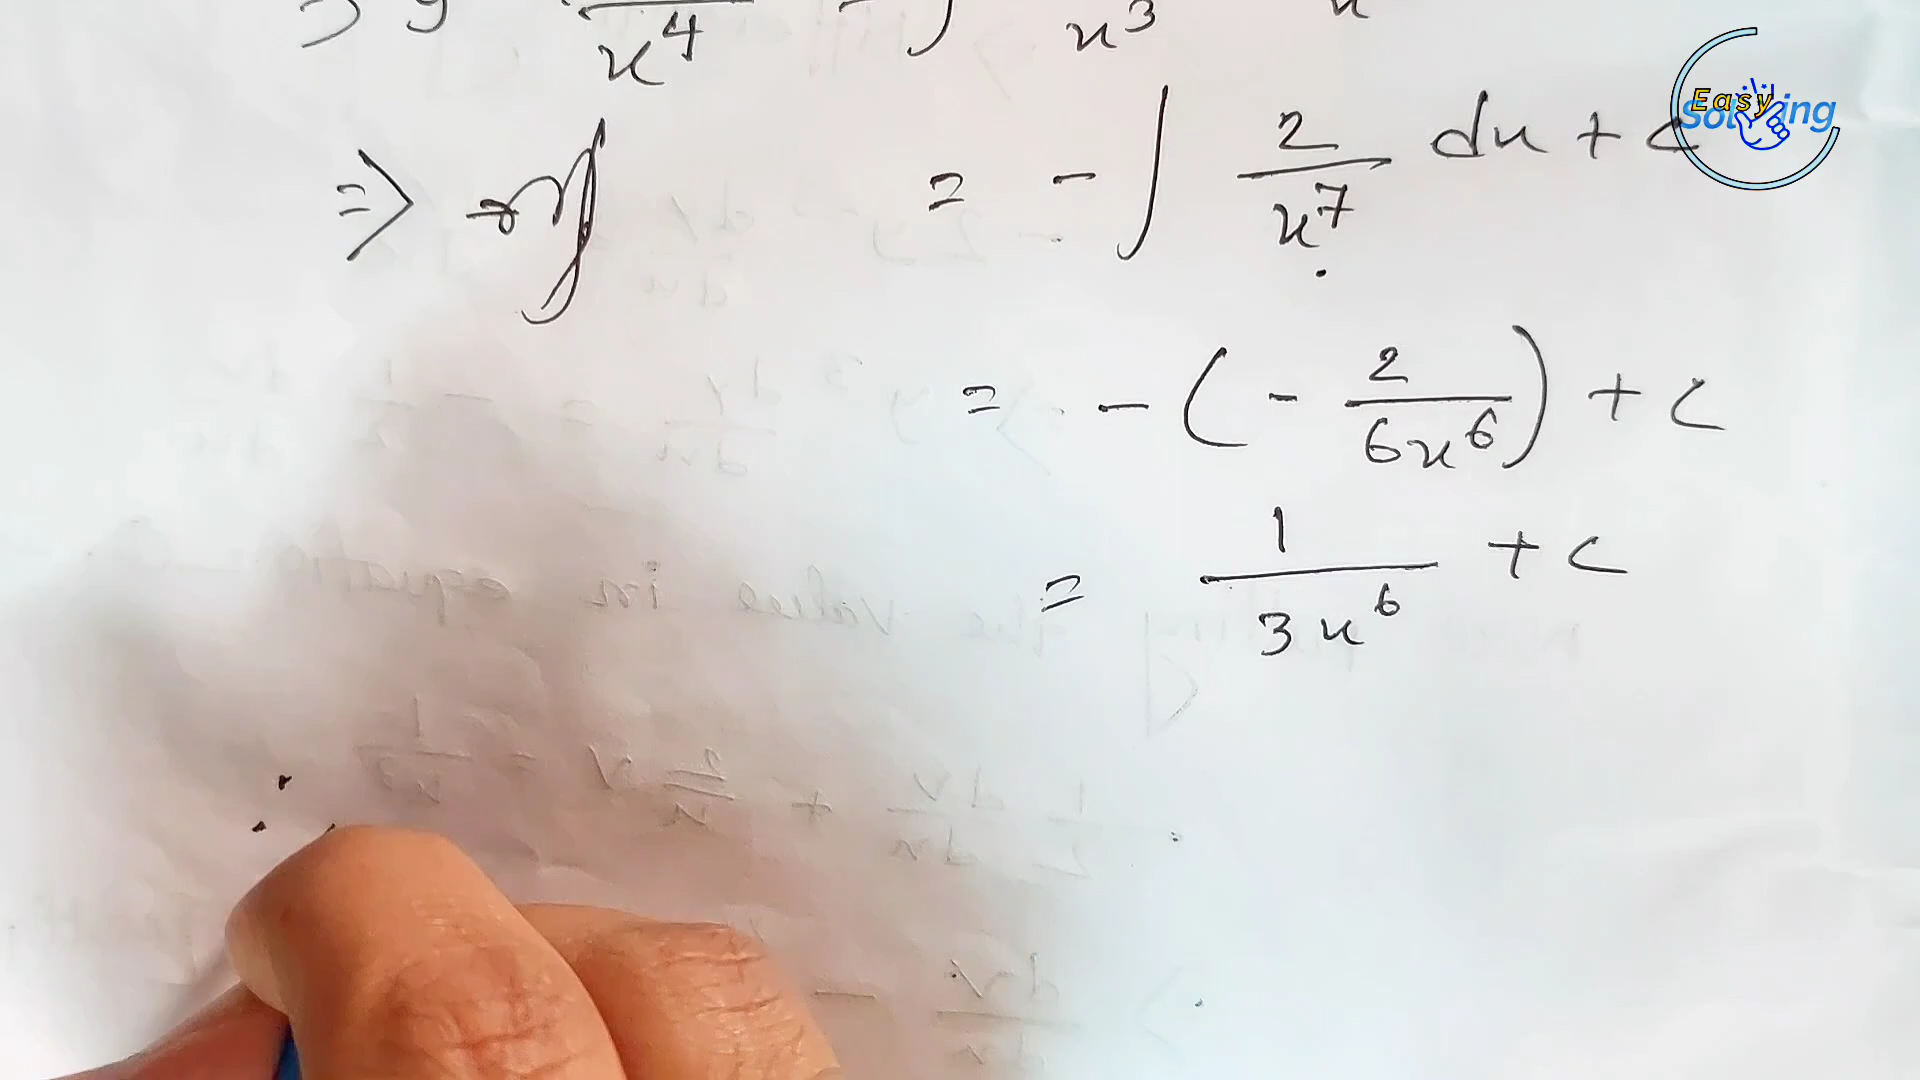 x⁴ x³ x
⇒ = - ∫ 2/x⁷ dx + c
= - ( - 2/6x⁶ ) + c
= 1/3x⁶ + c
Easy
Solving